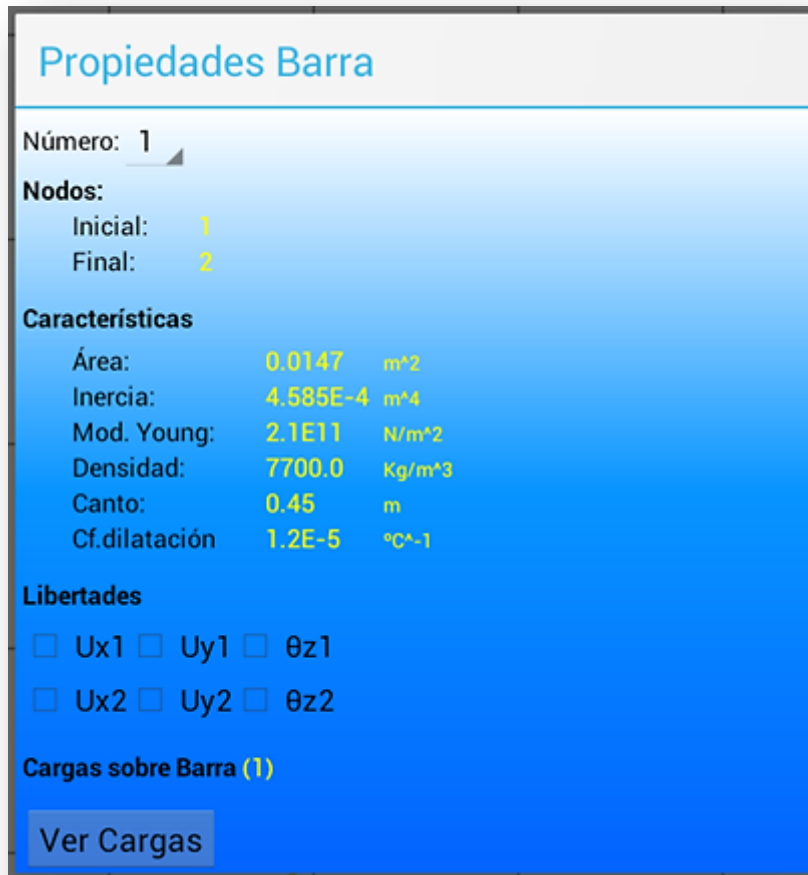 Propiedades Barra
Número: 1
Nodos:
Inicial: 1
Final: 2
Características
Área: 0.0147 m^2
Inercia: 4.585E-4 m^4
Mod. Young: 2.1E11 N/m^2
Densidad: 7700.0 Kg/m^3
Canto: 0.45 m
Cf.dilatación 1.2E-5 ºC^-1
Libertades
Ux1 Uy1 θz1
Ux2 Uy2 θz2
Cargas sobre Barra (1)
Ver Cargas